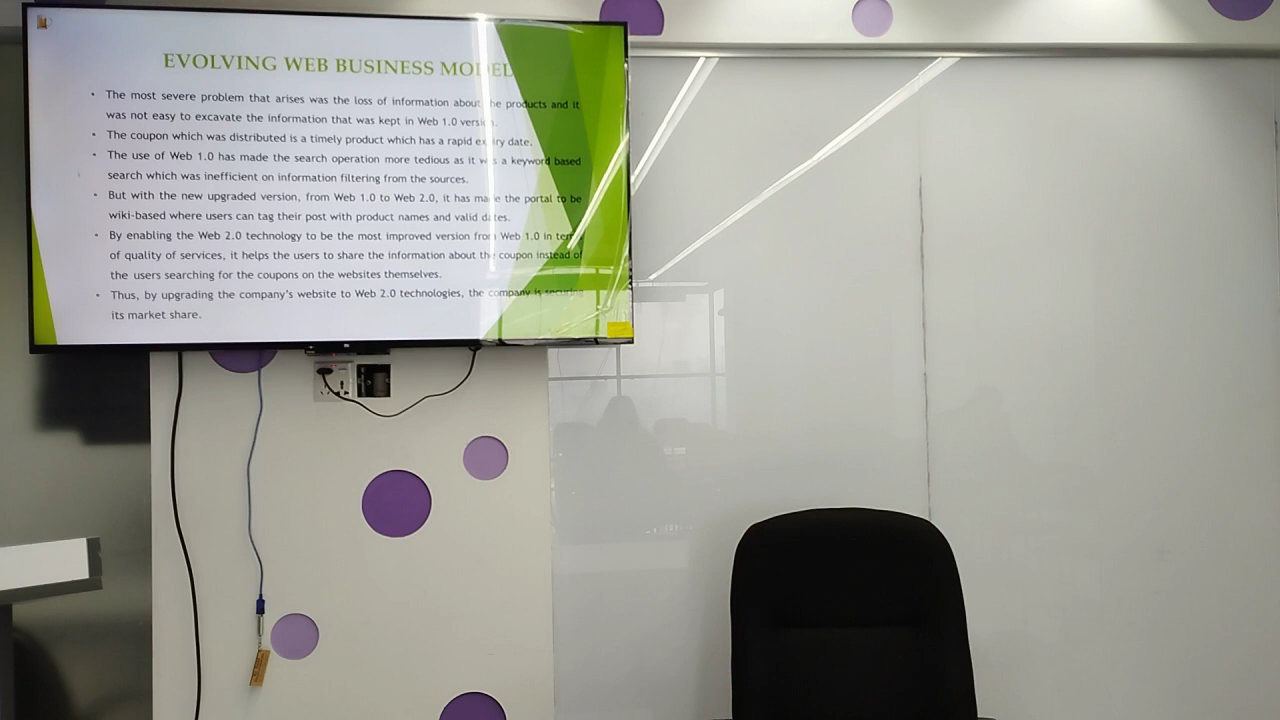 EVOLVING WEB BUSINESS MODEL
• The most severe problem that arises was the loss of information about the products and it
was not easy to excavate the information that was kept in Web 1.0 version.
• The coupon which was distributed is a timely product which has a rapid expiry date.
• The use of Web 1.0 has made the search operation more tedious as it was a keyword based
search which was inefficient on information filtering from the sources.
• But with the new upgraded version, from Web 1.0 to Web 2.0, it has made the portal to be
wiki-based where users can tag their post with product names and valid dates.
• By enabling the Web 2.0 technology to be the most improved version from Web 1.0 in term
of quality of services, it helps the users to share the information about the coupon instead of
the users searching for the coupons on the websites themselves.
• Thus, by upgrading the company's website to Web 2.0 technologies, the company is securing
its market share.